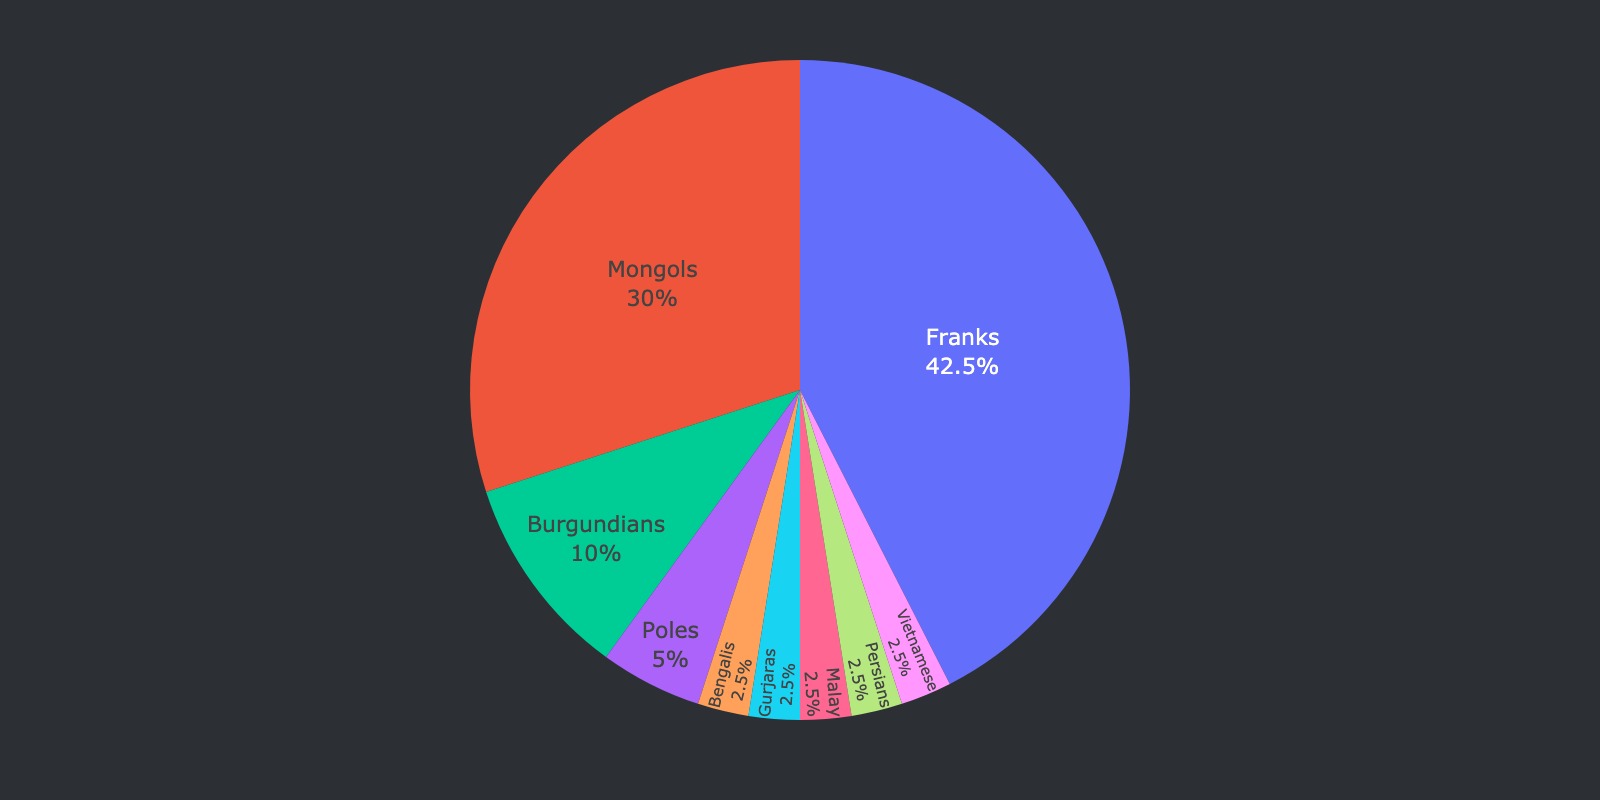 Mongols
30%
Franks
42.5%
Burgundians
10%
Poles
5%
Bengalis
2.5%
Gurjaras
2.5%
Malay
2.5%
Persians
2.5%
Vietnamese
2.5%